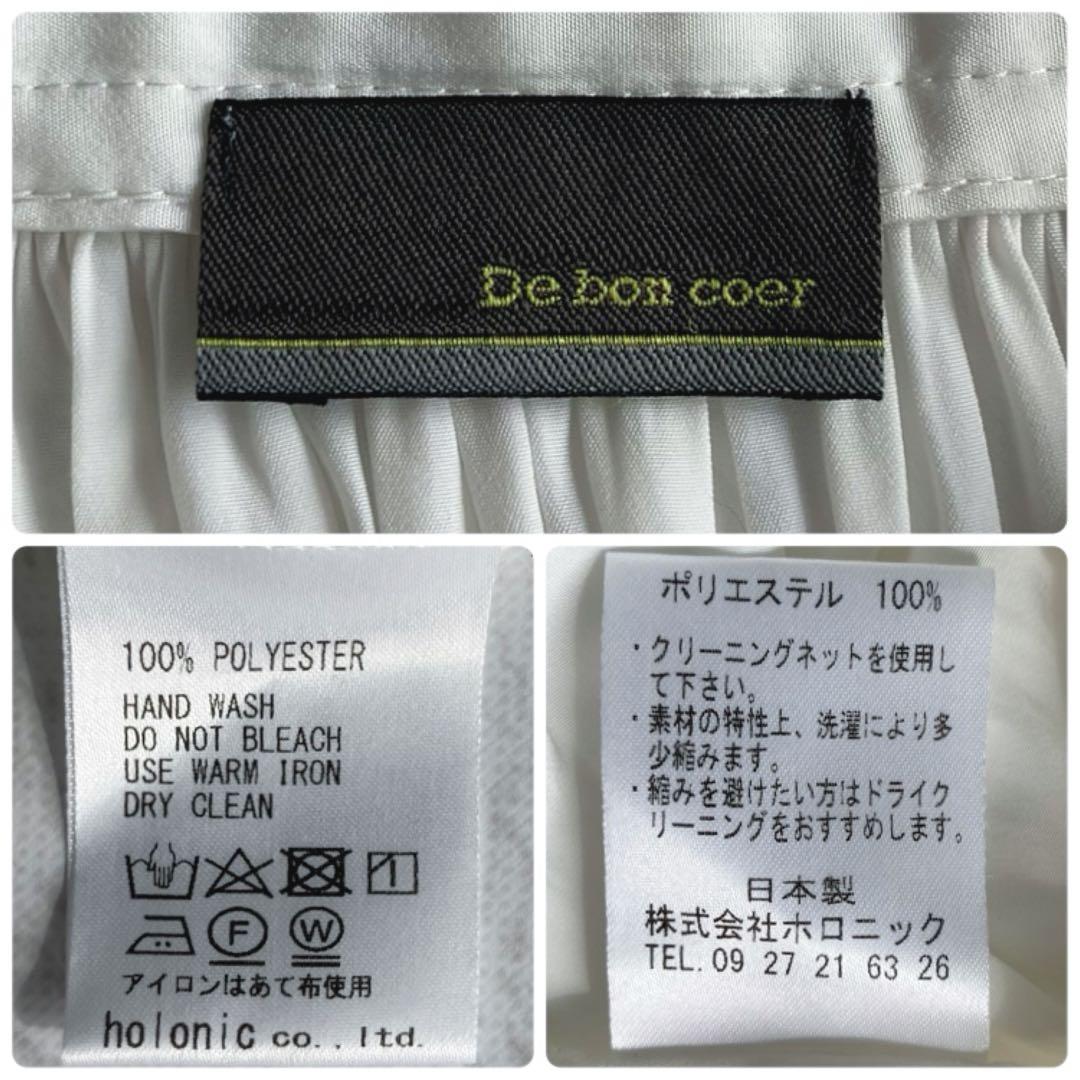 De bon coer
100% POLYESTER
HAND WASH
DO NOT BLEACH
USE WARM IRON
DRY CLEAN
F W
アイロンはあて布使用
holonic co., ltd.
ポリエステル 100%
・クリーニングネットを使用し
て下さい。
・素材の特性上、洗濯により多
少縮みます。
・縮みを避けたい方はドライク
リーニングをおすすめします。
日本製
株式会社ホロニック
TEL. 09 27 21 63 26